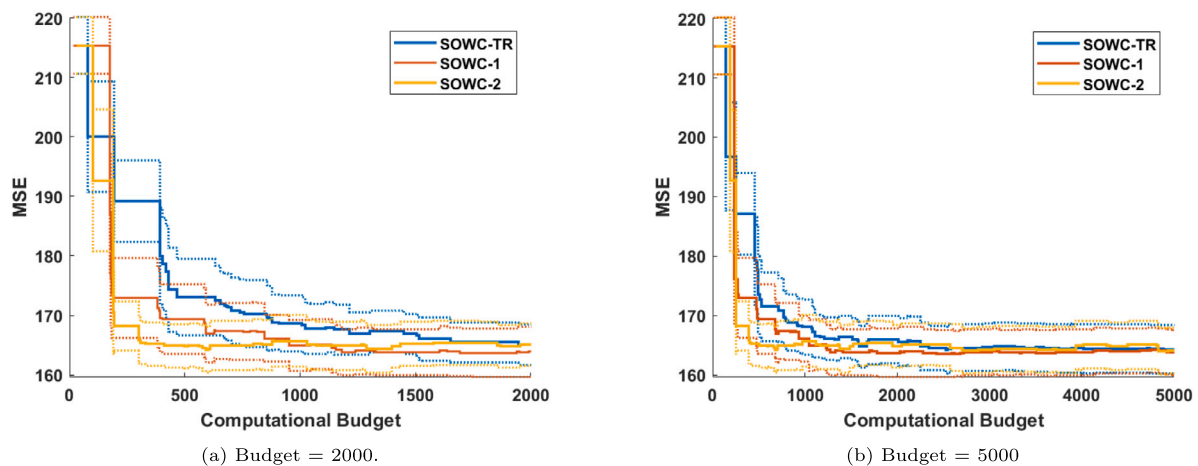 220
210
200
190
180
170
160
MSE
0
500
1000
1500
2000
Computational Budget
SOWC-TR
SOWC-1
SOWC-2
(a) Budget = 2000.
220
210
200
190
180
170
160
MSE
0
1000
2000
3000
4000
5000
Computational Budget
SOWC-TR
SOWC-1
SOWC-2
(b) Budget = 5000